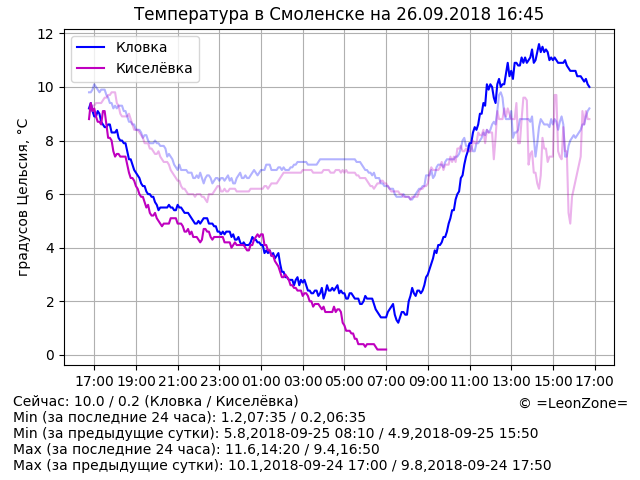 Температура в Смоленске на 26.09.2018 16:45
Кловка
Киселёвка
градусов Цельсия, °C
12
10
8
6
4
2
0
17:00 19:00 21:00 23:00 01:00 03:00 05:00 07:00 09:00 11:00 13:00 15:00 17:00
Сейчас: 10.0 / 0.2 (Кловка / Киселёвка)
© =LeonZone=
Min (за последние 24 часа): 1.2,07:35 / 0.2,06:35
Min (за предыдущие сутки): 5.8,2018-09-25 08:10 / 4.9,2018-09-25 15:50
Max (за последние 24 часа): 11.6,14:20 / 9.4,16:50
Max (за предыдущие сутки): 10.1,2018-09-24 17:00 / 9.8,2018-09-24 17:50